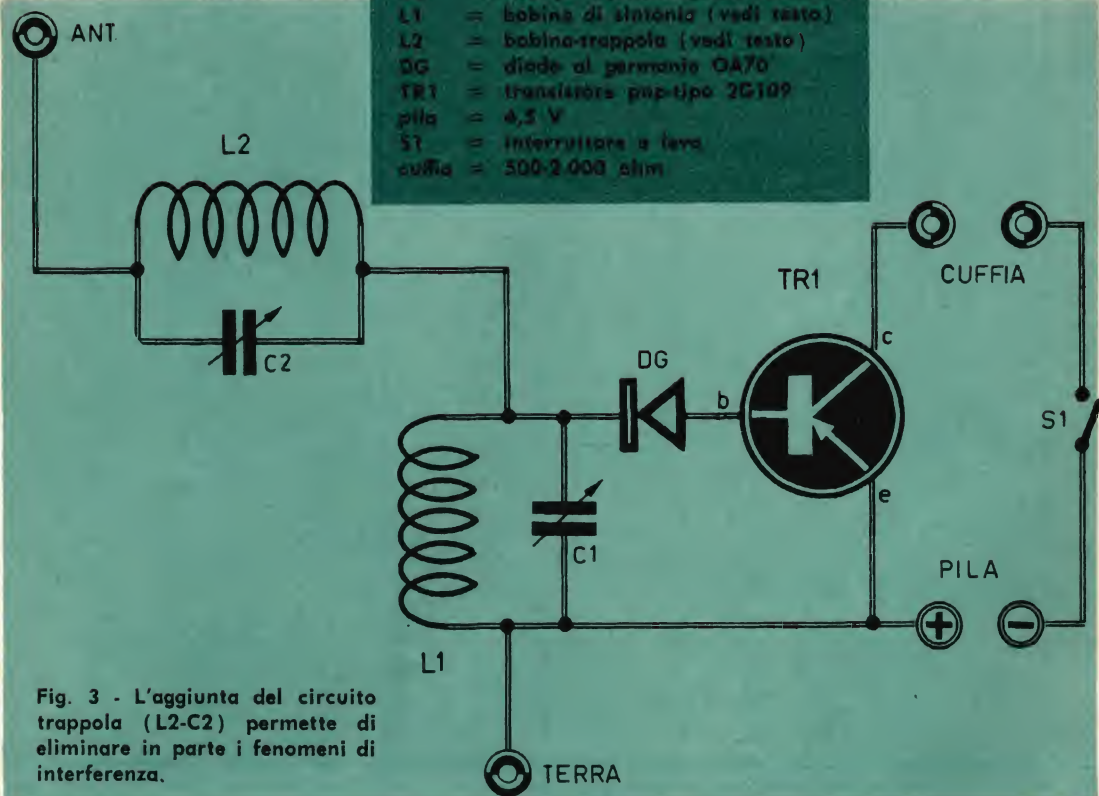 L1 = bobina di sintonia (vedi testo)
L2 = bobina-trappola (vedi testo)
DG = diodo al germanio OA70
TR1 = transistore pnp-tipo 2G109
pila = 4,5 V
S1 = interruttore a leva
cuffia = 500-2.000 ohm
ANT.
L2
C2
TR1
CUFFIA
c
DG
b
S1
e
C1
PILA
+
−
L1
Fig. 3 - L'aggiunta del circuito
trappola (L2-C2) permette di
eliminare in parte i fenomeni di
interferenza.
TERRA